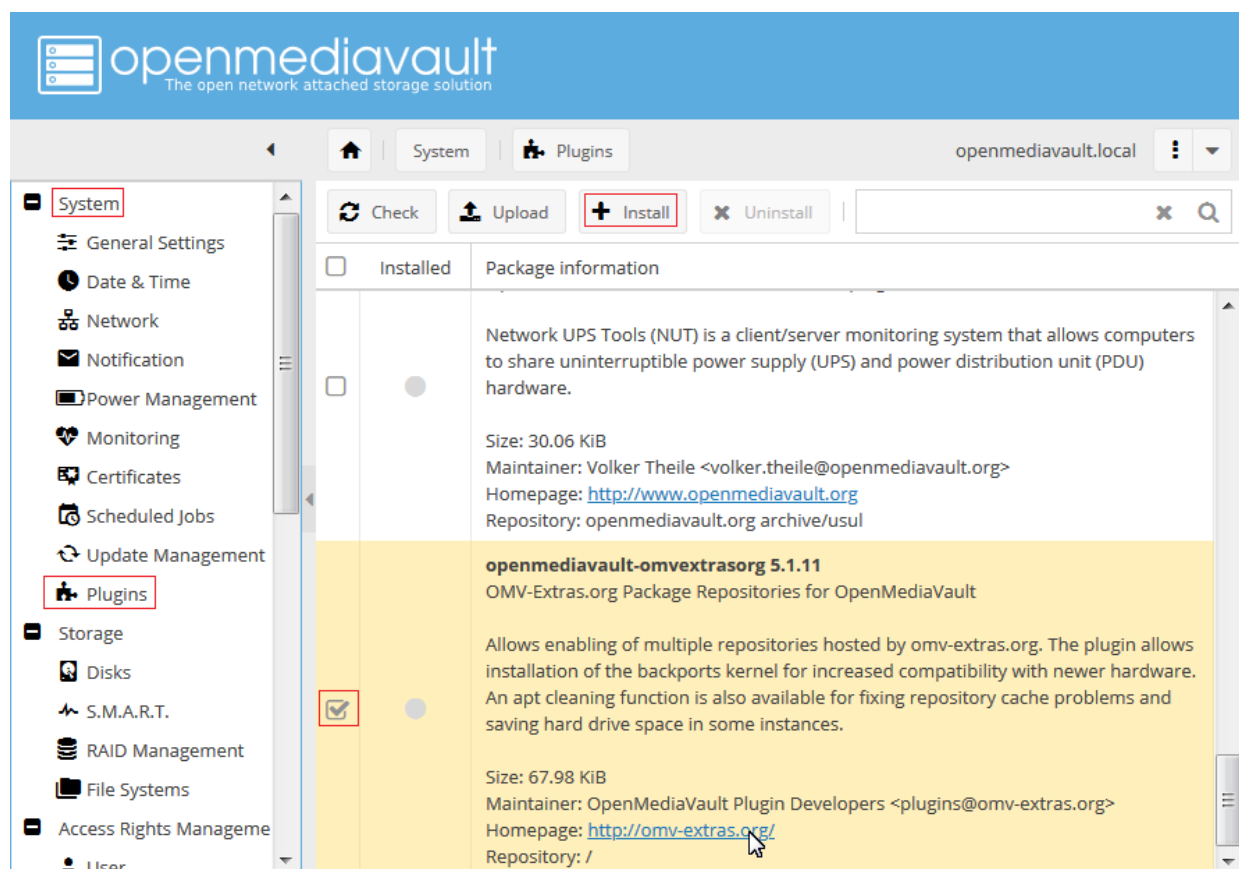 openmediavault
The open network attached storage solution
System
Plugins
openmediavault.local
System
General Settings
Date & Time
Network
Notification
Power Management
Monitoring
Certificates
Scheduled Jobs
Update Management
Plugins
Storage
Disks
S.M.A.R.T.
RAID Management
File Systems
Access Rights Manageme
User
Check
Upload
Install
Uninstall
Installed
Package information
Network UPS Tools (NUT) is a client/server monitoring system that allows computers
to share uninterruptible power supply (UPS) and power distribution unit (PDU)
hardware.
Size: 30.06 KiB
Maintainer: Volker Theile <volker.theile@openmediavault.org>
Homepage: http://www.openmediavault.org
Repository: openmediavault.org archive/usul
openmediavault-omvextrasorg 5.1.11
OMV-Extras.org Package Repositories for OpenMediaVault
Allows enabling of multiple repositories hosted by omv-extras.org. The plugin allows
installation of the backports kernel for increased compatibility with newer hardware.
An apt cleaning function is also available for fixing repository cache problems and
saving hard drive space in some instances.
Size: 67.98 KiB
Maintainer: OpenMediaVault Plugin Developers <plugins@omv-extras.org>
Homepage: http://omv-extras.org/
Repository: /